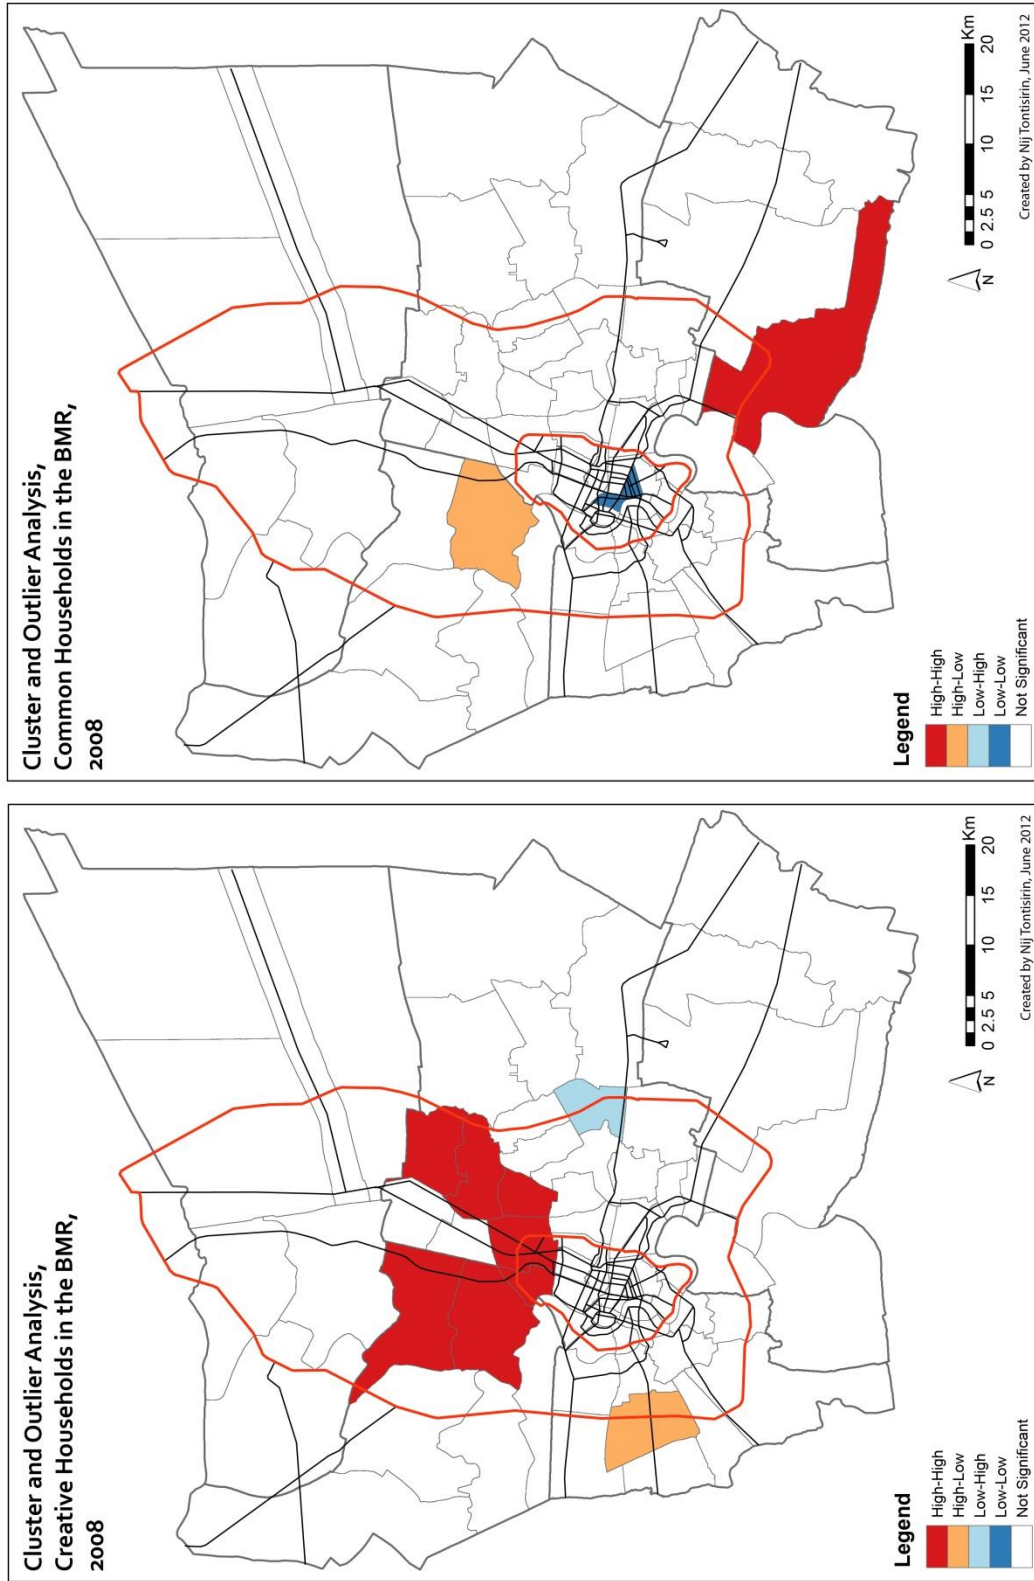 Cluster and Outlier Analysis,
Creative Households in the BMR,
2008
Legend
High-High
High-Low
Low-High
Low-Low
Not Significant
N
0 2.5 5 10 15 20 Km
Created by Nij Tontisirin, June 2012
Cluster and Outlier Analysis,
Common Households in the BMR,
2008
Legend
High-High
High-Low
Low-High
Low-Low
Not Significant
N
0 2.5 5 10 15 20 Km
Created by Nij Tontisirin, June 2012